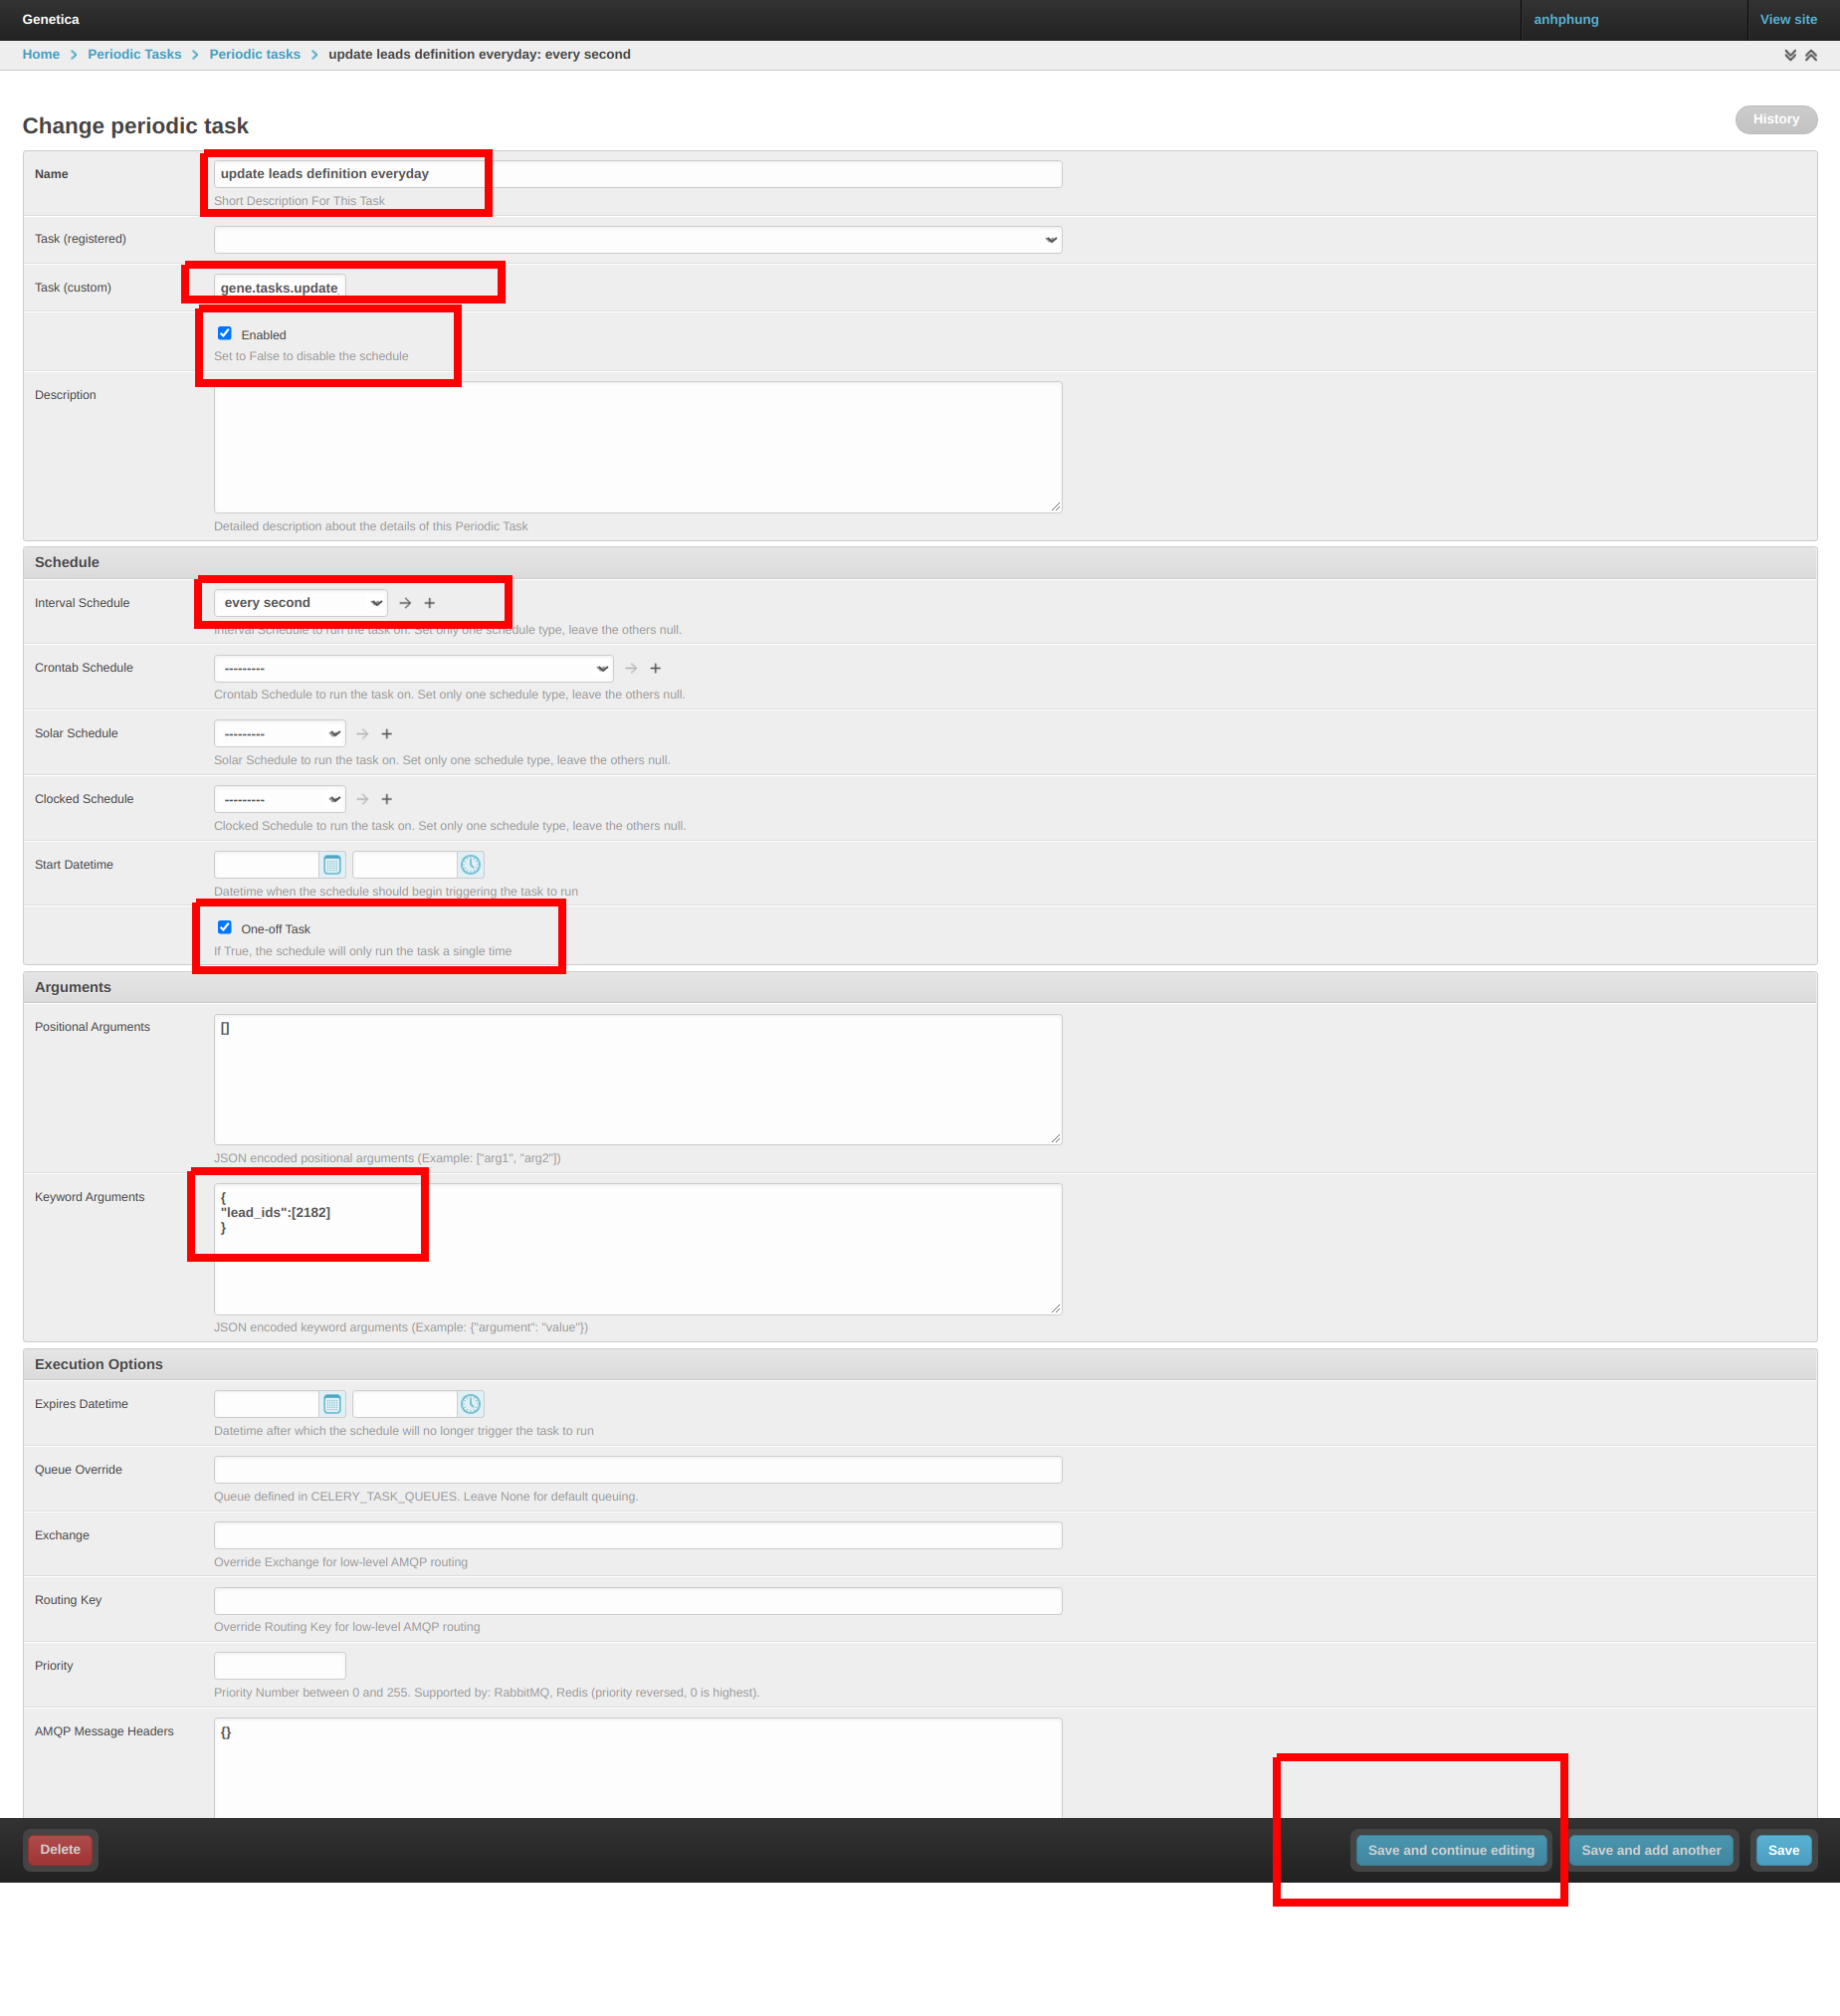 Genetica anhphung View site
Home Periodic Tasks Periodic tasks update leads definition everyday: every second
Change periodic task History
Name update leads definition everyday
Short Description For This Task
Task (registered)
Task (custom) gene.tasks.update
Enabled
Set to False to disable the schedule
Description
Detailed description about the details of this Periodic Task
Schedule
Interval Schedule every second
Interval Schedule to run the task on. Set only one schedule type, leave the others null.
Crontab Schedule ---------
Crontab Schedule to run the task on. Set only one schedule type, leave the others null.
Solar Schedule ---------
Solar Schedule to run the task on. Set only one schedule type, leave the others null.
Clocked Schedule ---------
Clocked Schedule to run the task on. Set only one schedule type, leave the others null.
Start Datetime
Datetime when the schedule should begin triggering the task to run
One-off Task
If True, the schedule will only run the task a single time
Arguments
Positional Arguments []
JSON encoded positional arguments (Example: ["arg1", "arg2"])
Keyword Arguments {
"lead_ids":[2182]
}
JSON encoded keyword arguments (Example: {"argument": "value"})
Execution Options
Expires Datetime
Datetime after which the schedule will no longer trigger the task to run
Queue Override
Queue defined in CELERY_TASK_QUEUES. Leave None for default queuing.
Exchange
Override Exchange for low-level AMQP routing
Routing Key
Override Routing Key for low-level AMQP routing
Priority
Priority Number between 0 and 255. Supported by: RabbitMQ, Redis (priority reversed, 0 is highest).
AMQP Message Headers {}
Delete Save and continue editing Save and add another Save